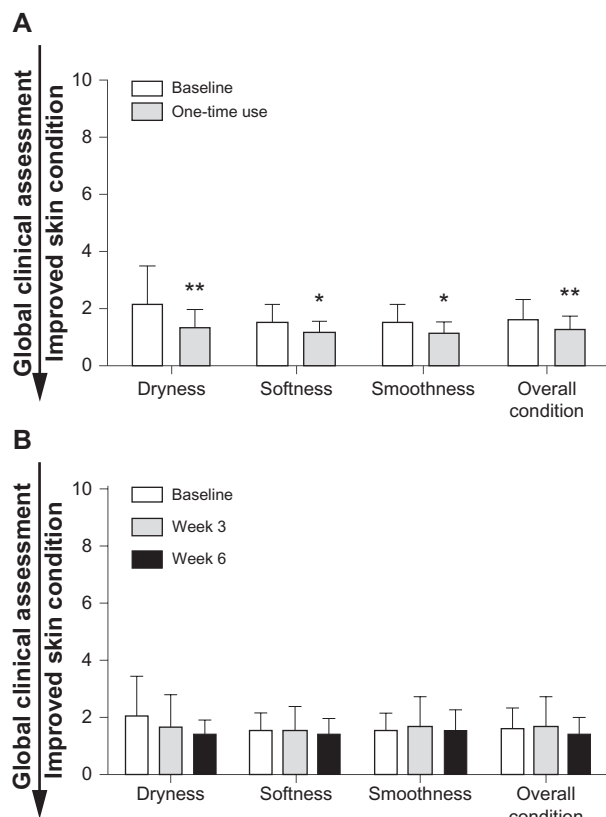 A
Global clinical assessment
Improved skin condition
10
8
6
4
2
0
Baseline
One-time use
**
*
*
**
Dryness
Softness
Smoothness
Overall
condition
B
Global clinical assessment
Improved skin condition
10
8
6
4
2
0
Baseline
Week 3
Week 6
Dryness
Softness
Smoothness
Overall
condition